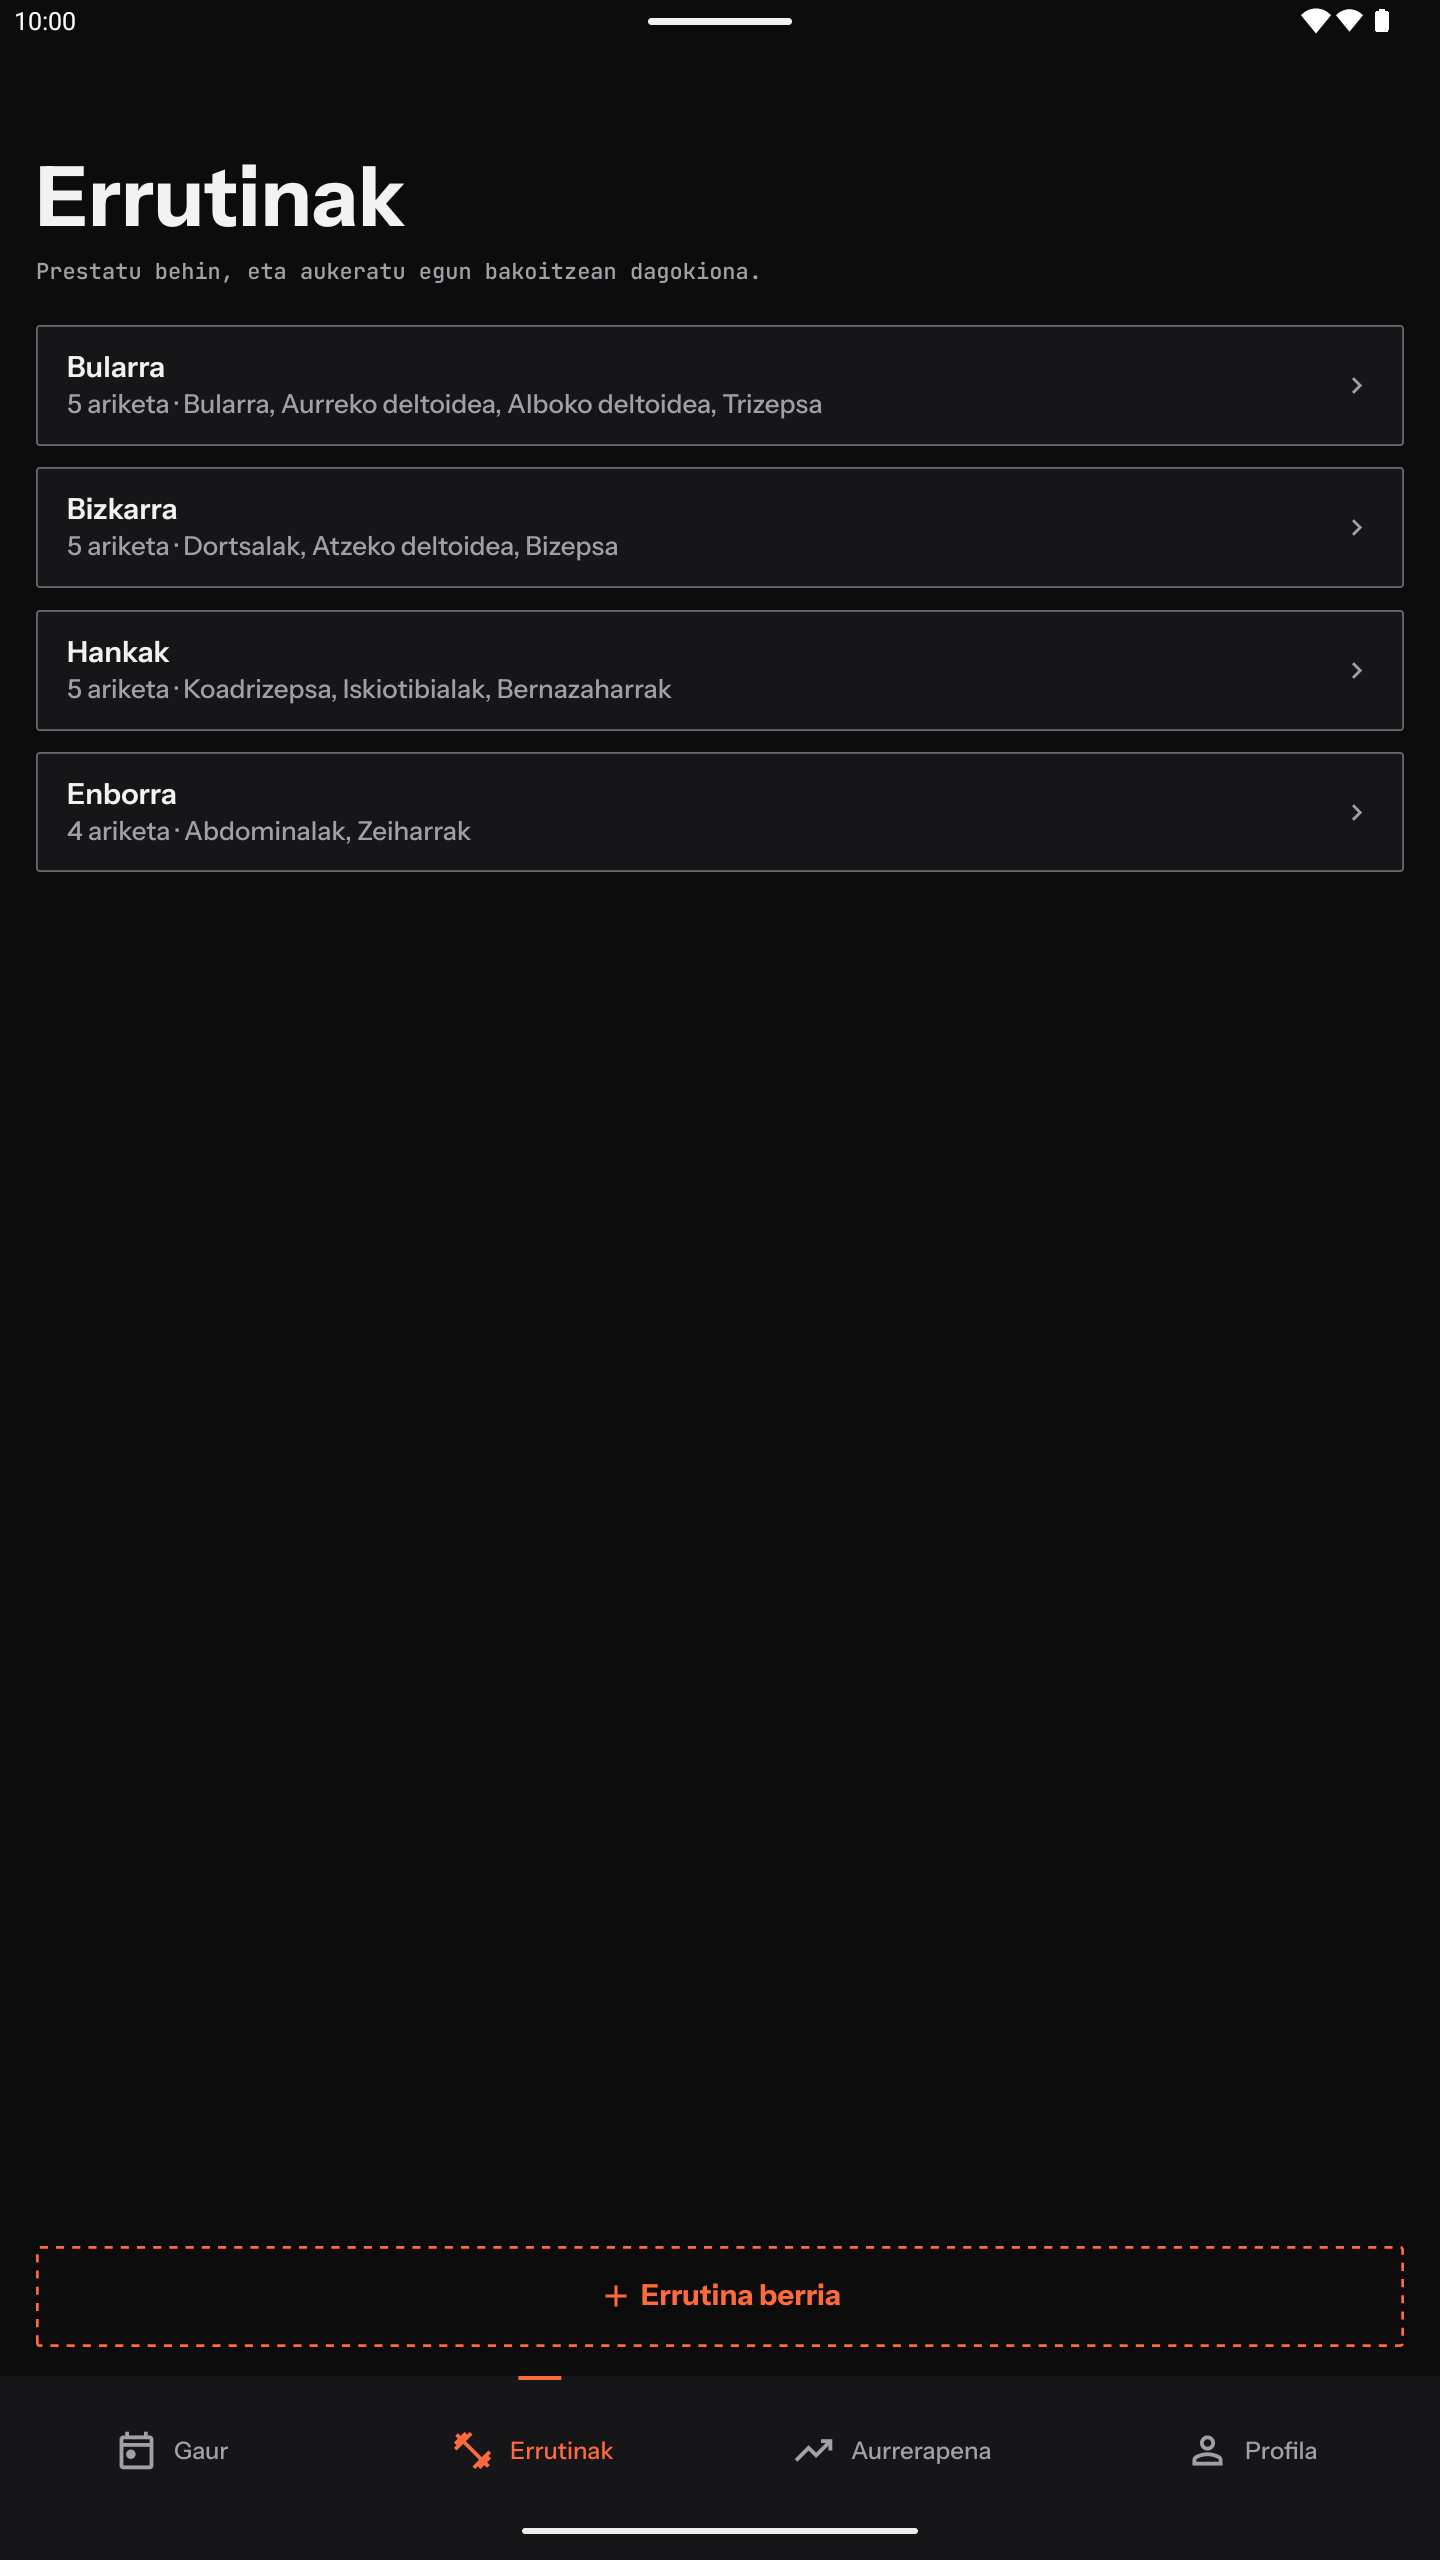 10:00
Errutinak
Prestatu behin, eta aukeratu egun bakoitzean dagokiona.
Bularra
5 ariketa · Bularra, Aurreko deltoidea, Alboko deltoidea, Trizepsa
Bizkarra
5 ariketa · Dortsalak, Atzeko deltoidea, Bizepsa
Hankak
5 ariketa · Koadrizepsa, Iskiotibialak, Bernazaharrak
Enborra
4 ariketa · Abdominalak, Zeiharrak
+ Errutina berria
Gaur
Errutinak
Aurrerapena
Profila